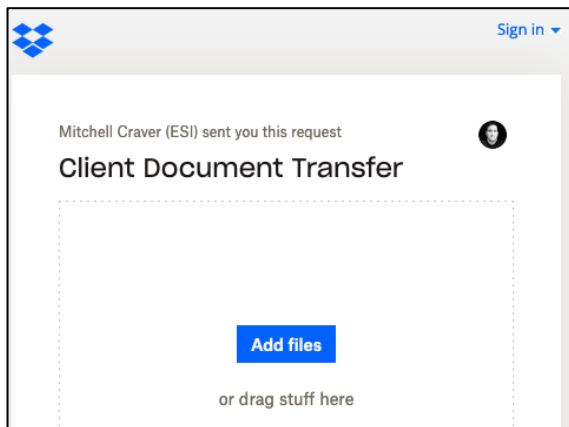 Sign in
Mitchell Craver (ESI) sent you this request
Client Document Transfer
Add files
or drag stuff here